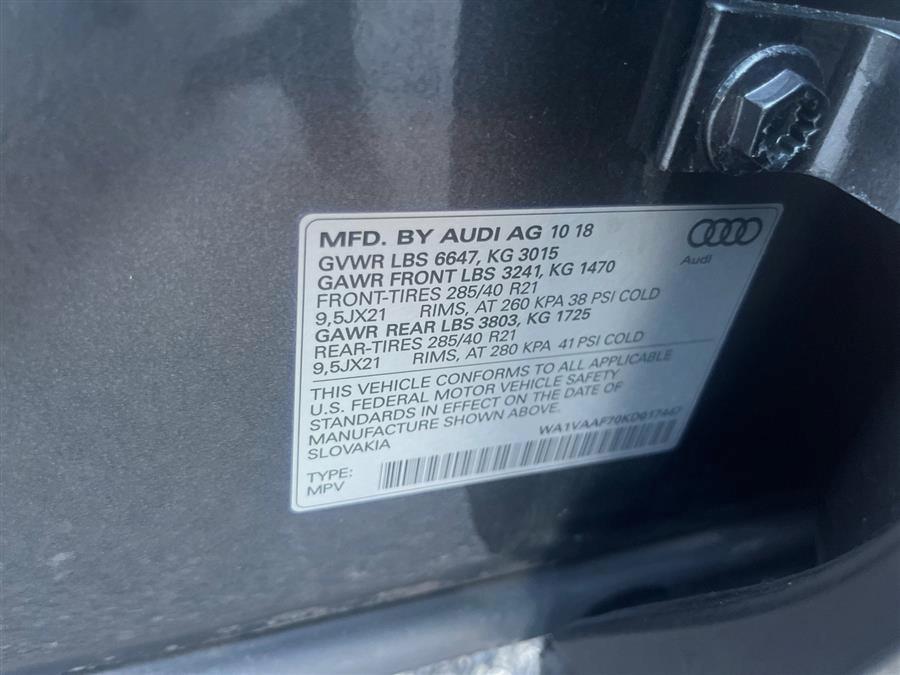 MFD. BY AUDI AG 10 18
GVWR LBS 6647, KG 3015
GAWR FRONT LBS 3241, KG 1470
FRONT-TIRES 285/40 R21
9,5JX21 RIMS, AT 260 KPA 38 PSI COLD
GAWR REAR LBS 3803, KG 1725
REAR-TIRES 285/40 R21
9,5JX21 RIMS, AT 280 KPA 41 PSI COLD
Audi
THIS VEHICLE CONFORMS TO ALL APPLICABLE
U.S. FEDERAL MOTOR VEHICLE SAFETY
STANDARDS IN EFFECT ON THE DATE OF
MANUFACTURE SHOWN ABOVE.
SLOVAKIA
WA1VAAF70KD017447
TYPE:
MPV